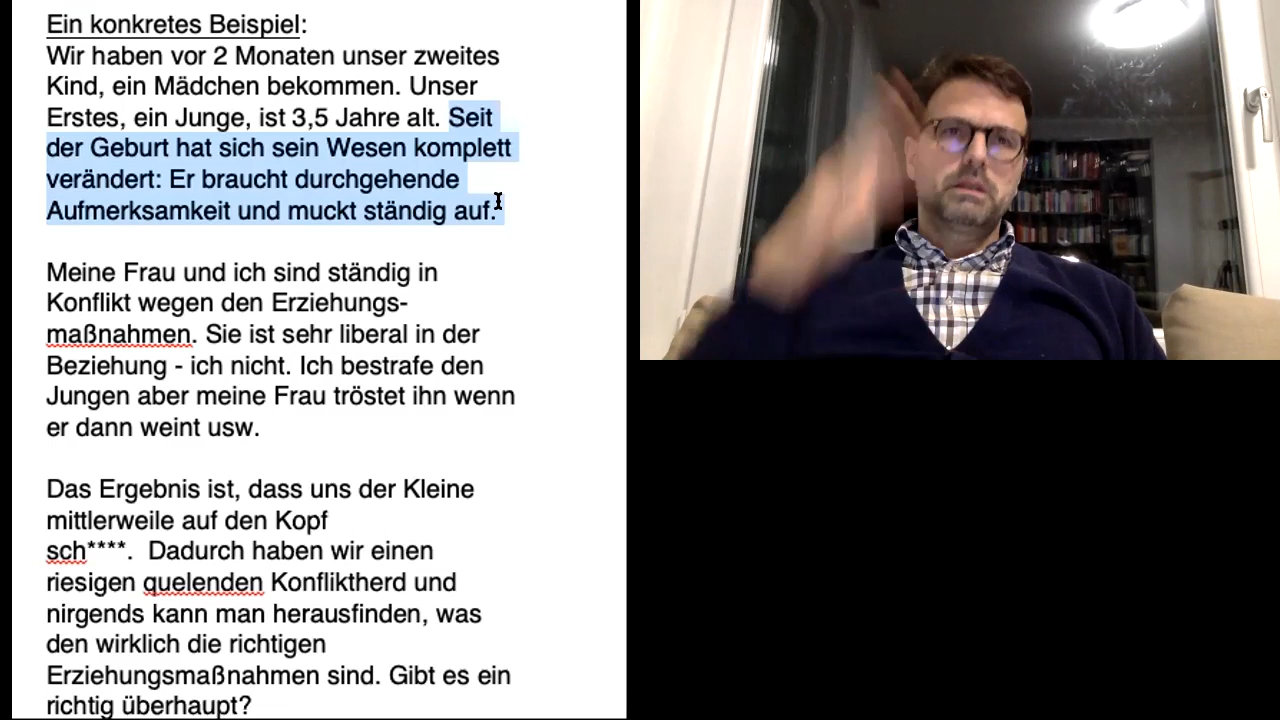 Ein konkretes Beispiel:
Wir haben vor 2 Monaten unser zweites
Kind, ein Mädchen bekommen. Unser
Erstes, ein Junge, ist 3,5 Jahre alt. Seit
der Geburt hat sich sein Wesen komplett
verändert: Er braucht durchgehende
Aufmerksamkeit und muckt ständig auf.
Meine Frau und ich sind ständig in
Konflikt wegen den Erziehungs-
maßnahmen. Sie ist sehr liberal in der
Beziehung - ich nicht. Ich bestrafe den
Jungen aber meine Frau tröstet ihn wenn
er dann weint usw.
Das Ergebnis ist, dass uns der Kleine
mittlerweile auf den Kopf
sch****.  Dadurch haben wir einen
riesigen quelenden Konfliktherd und
nirgends kann man herausfinden, was
den wirklich die richtigen
Erziehungsmaßnahmen sind. Gibt es ein
richtig überhaupt?